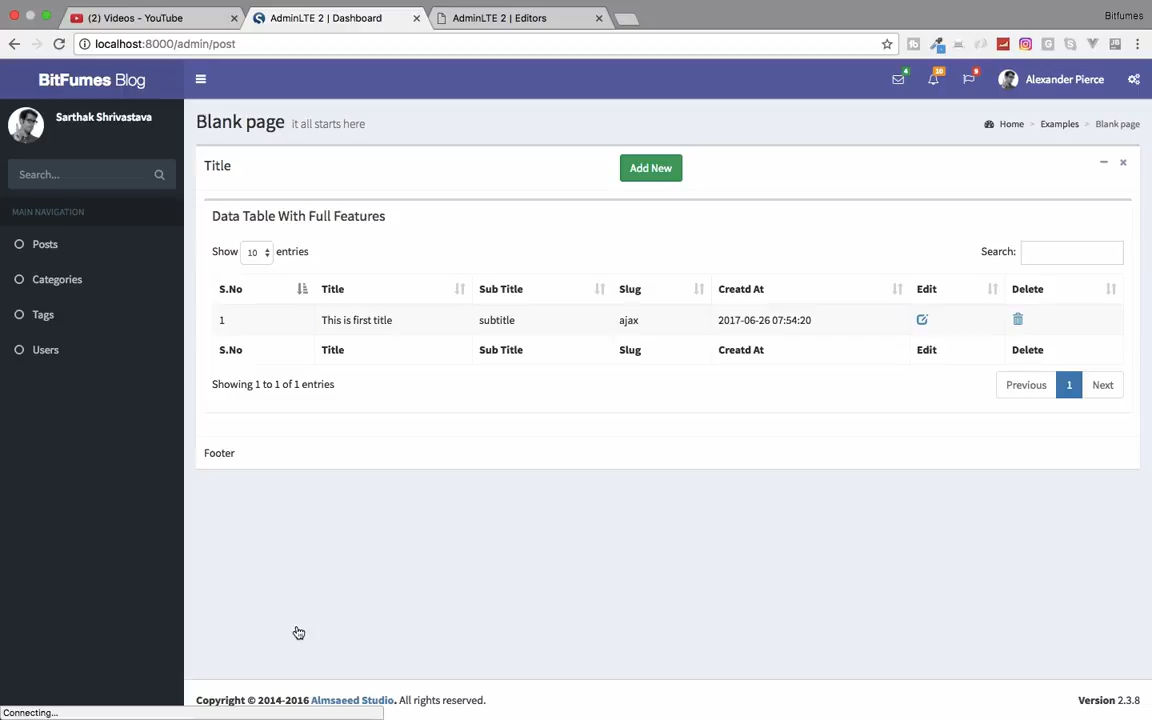 (2) Videos - YouTube
AdminLTE 2 | Dashboard
AdminLTE 2 | Editors
Bitfumes
localhost:8000/admin/post
BitFumes Blog
4
10
9
Alexander Pierce
Sarthak Shrivastava
Blank page it all starts here
Home > Examples > Blank page
Title
Add New
Search...
MAIN NAVIGATION
Posts
Categories
Tags
Users
Data Table With Full Features
Show 10 entries
Search:
S.No Title Sub Title Slug Creatd At Edit Delete
1 This is first title subtitle ajax 2017-06-26 07:54:20
S.No Title Sub Title Slug Creatd At Edit Delete
Showing 1 to 1 of 1 entries
Previous 1 Next
Footer
Copyright © 2014-2016 Almsaeed Studio. All rights reserved.
Version 2.3.8
Connecting...